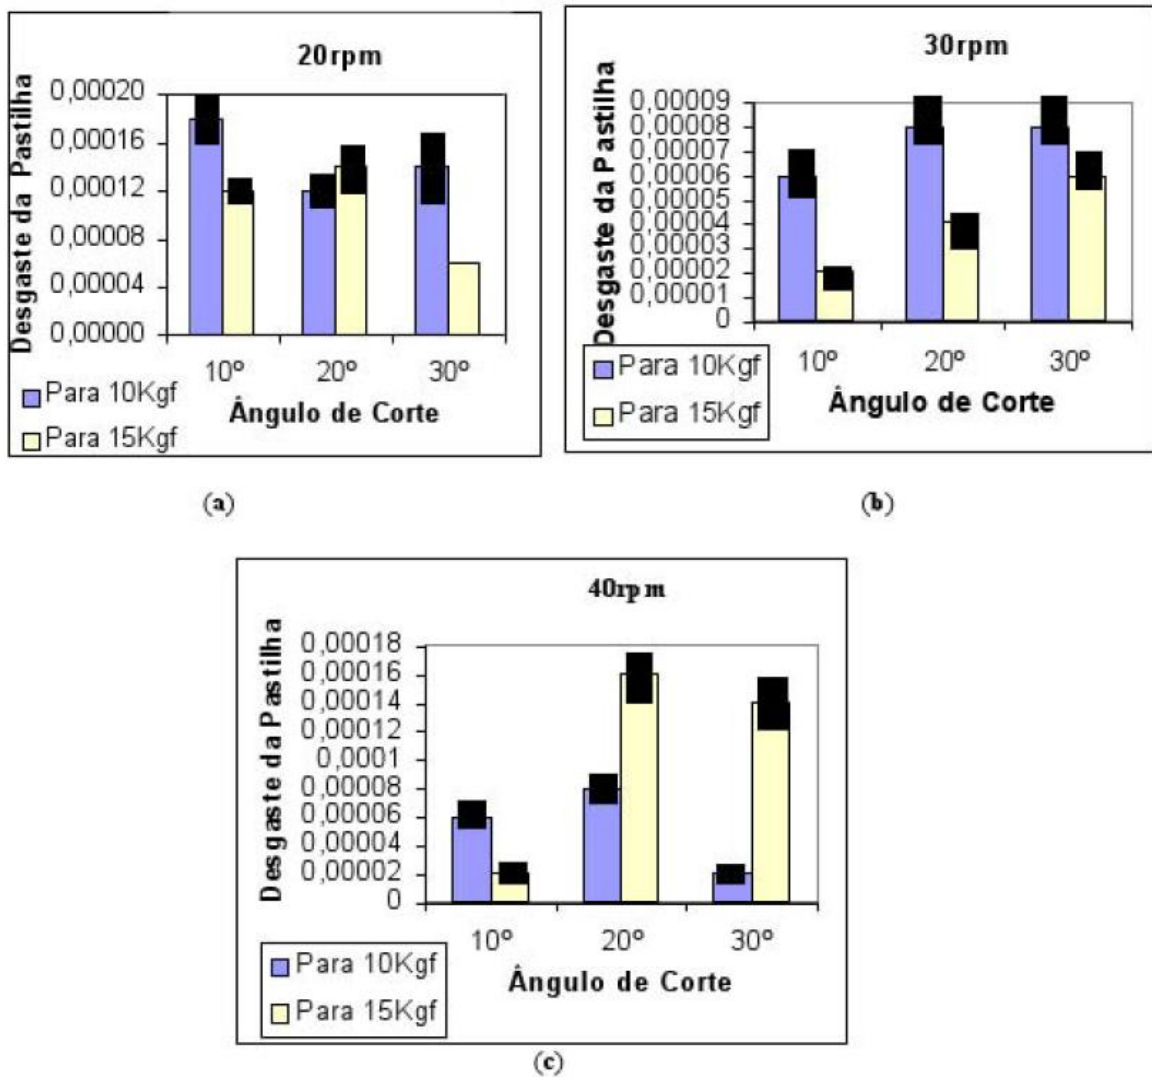 20rpm
Desgaste da Pastilha
0,00020
0,00016
0,00012
0,00008
0,00004
0,00000
10º 20º 30º
Para 10Kgf
Ângulo de Corte
Para 15Kgf
(a)
30rpm
Desgaste da Pastilha
0,00009
0,00008
0,00007
0,00006
0,00005
0,00004
0,00003
0,00002
0,00001
0
10º 20º 30º
Para 10Kgf
Para 15Kgf
Ângulo de Corte
(b)
40rpm
Desgaste da Pastilha
0,00018
0,00016
0,00014
0,00012
0,0001
0,00008
0,00006
0,00004
0,00002
0
10º 20º 30º
Para 10Kgf
Ângulo de Corte
Para 15Kgf
(c)